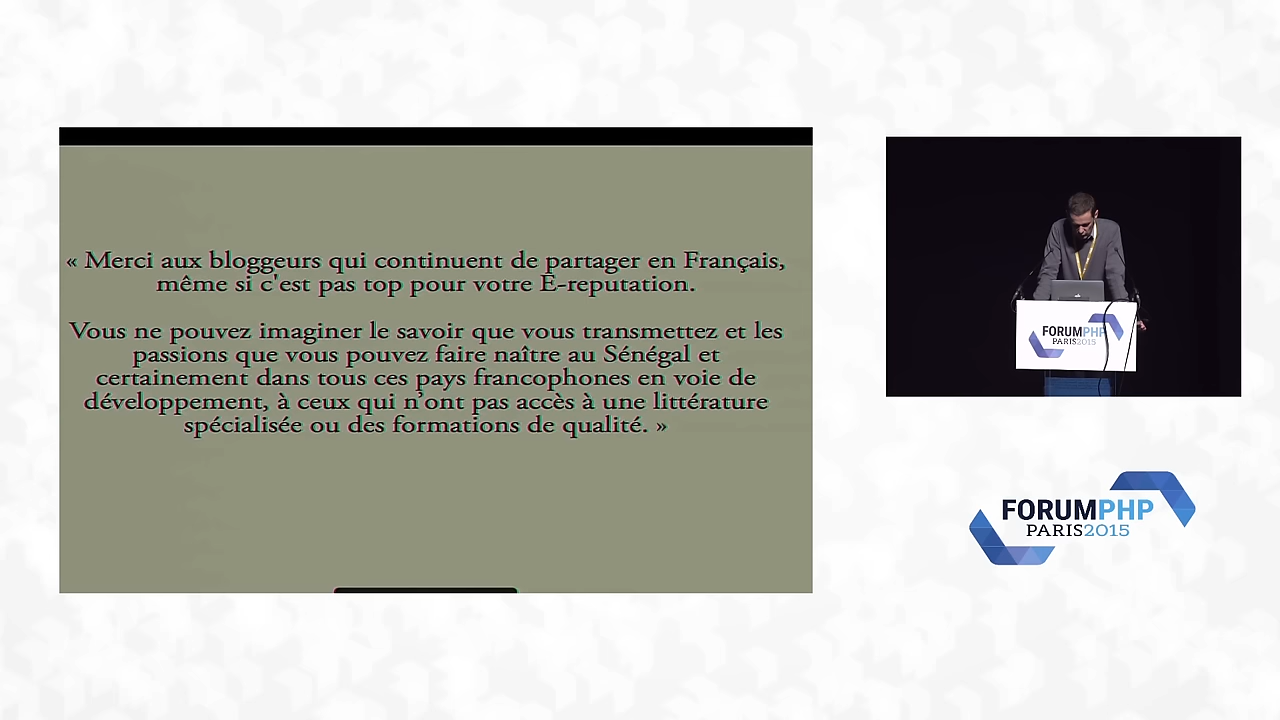 « Merci aux bloggeurs qui continuent de partager en Français,
même si c'est pas top pour votre E-reputation.
Vous ne pouvez imaginer le savoir que vous transmettez et les
passions que vous pouvez faire naître au Sénégal et
certainement dans tous ces pays francophones en voie de
développement, à ceux qui n'ont pas accès à une littérature
spécialisée ou des formations de qualité. »
FORUMPHP
PARIS2015
FORUMPHP
PARIS2015